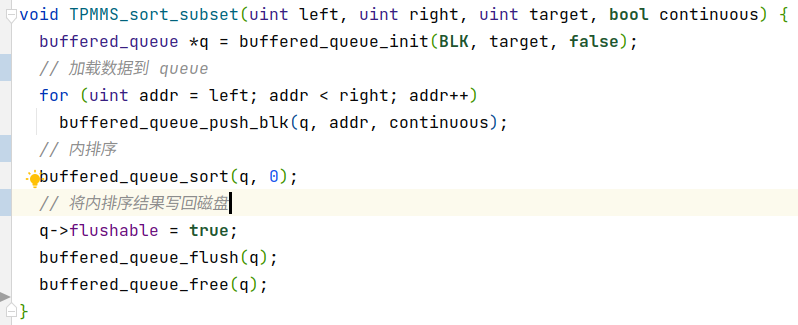 void TPMMS_sort_subset(uint left, uint right, uint target, bool continuous) {
  buffered_queue *q = buffered_queue_init(BLK, target, false);
  // 加载数据到 queue
  for (uint addr = left; addr < right; addr++)
    buffered_queue_push_blk(q, addr, continuous);
  // 内排序
  buffered_queue_sort(q, 0);
  // 将内排序结果写回磁盘
  q->flushable = true;
  buffered_queue_flush(q);
  buffered_queue_free(q);
}